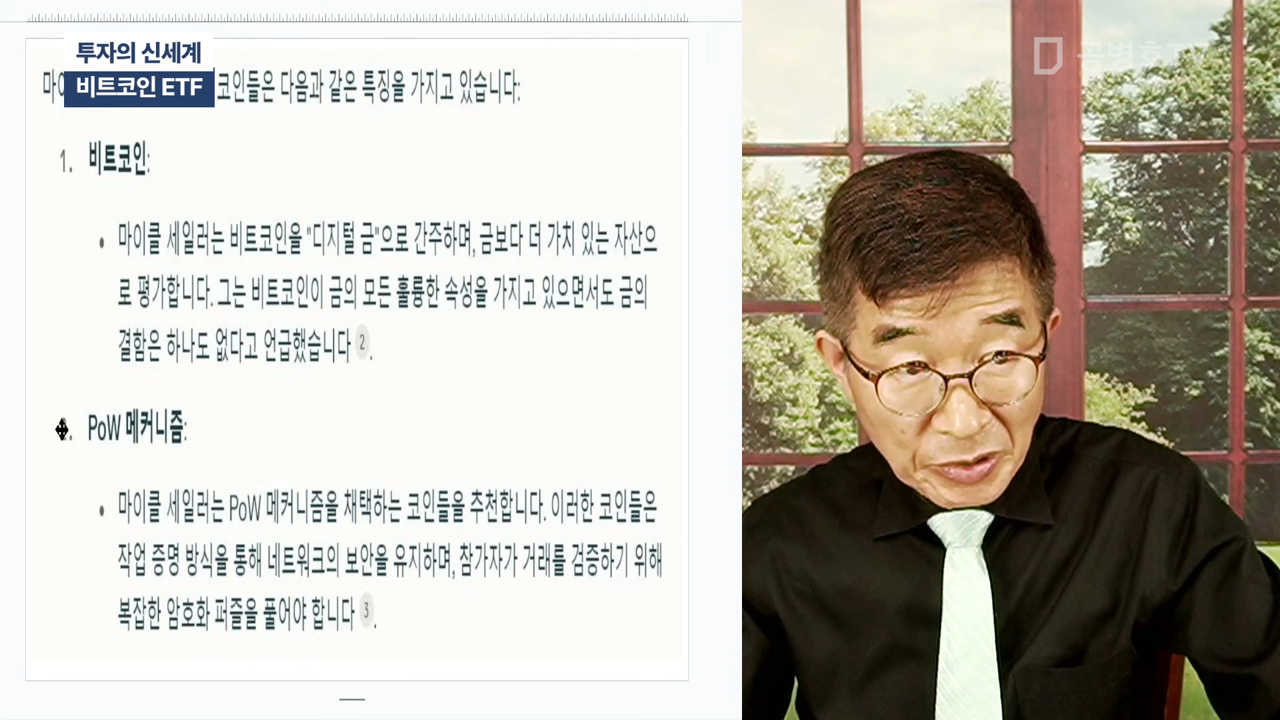 투자의 신세계
비트코인 ETF
마이 코인들은 다음과 같은 특징을 가지고 있습니다:
1. 비트코인:
• 마이클 세일러는 비트코인을 "디지털 금"으로 간주하며, 금보다 더 가치 있는 자산으
로 평가합니다. 그는 비트코인이 금의 모든 훌륭한 속성을 가지고 있으면서도 금의
결함은 하나도 없다고 언급했습니다 2.
PoW 메커니즘:
• 마이클 세일러는 PoW 메커니즘을 채택하는 코인들을 추천합니다. 이러한 코인들은
작업 증명 방식을 통해 네트워크의 보안을 유지하며, 참가자가 거래를 검증하기 위해
복잡한 암호화 퍼즐을 풀어야 합니다 3.
공병호